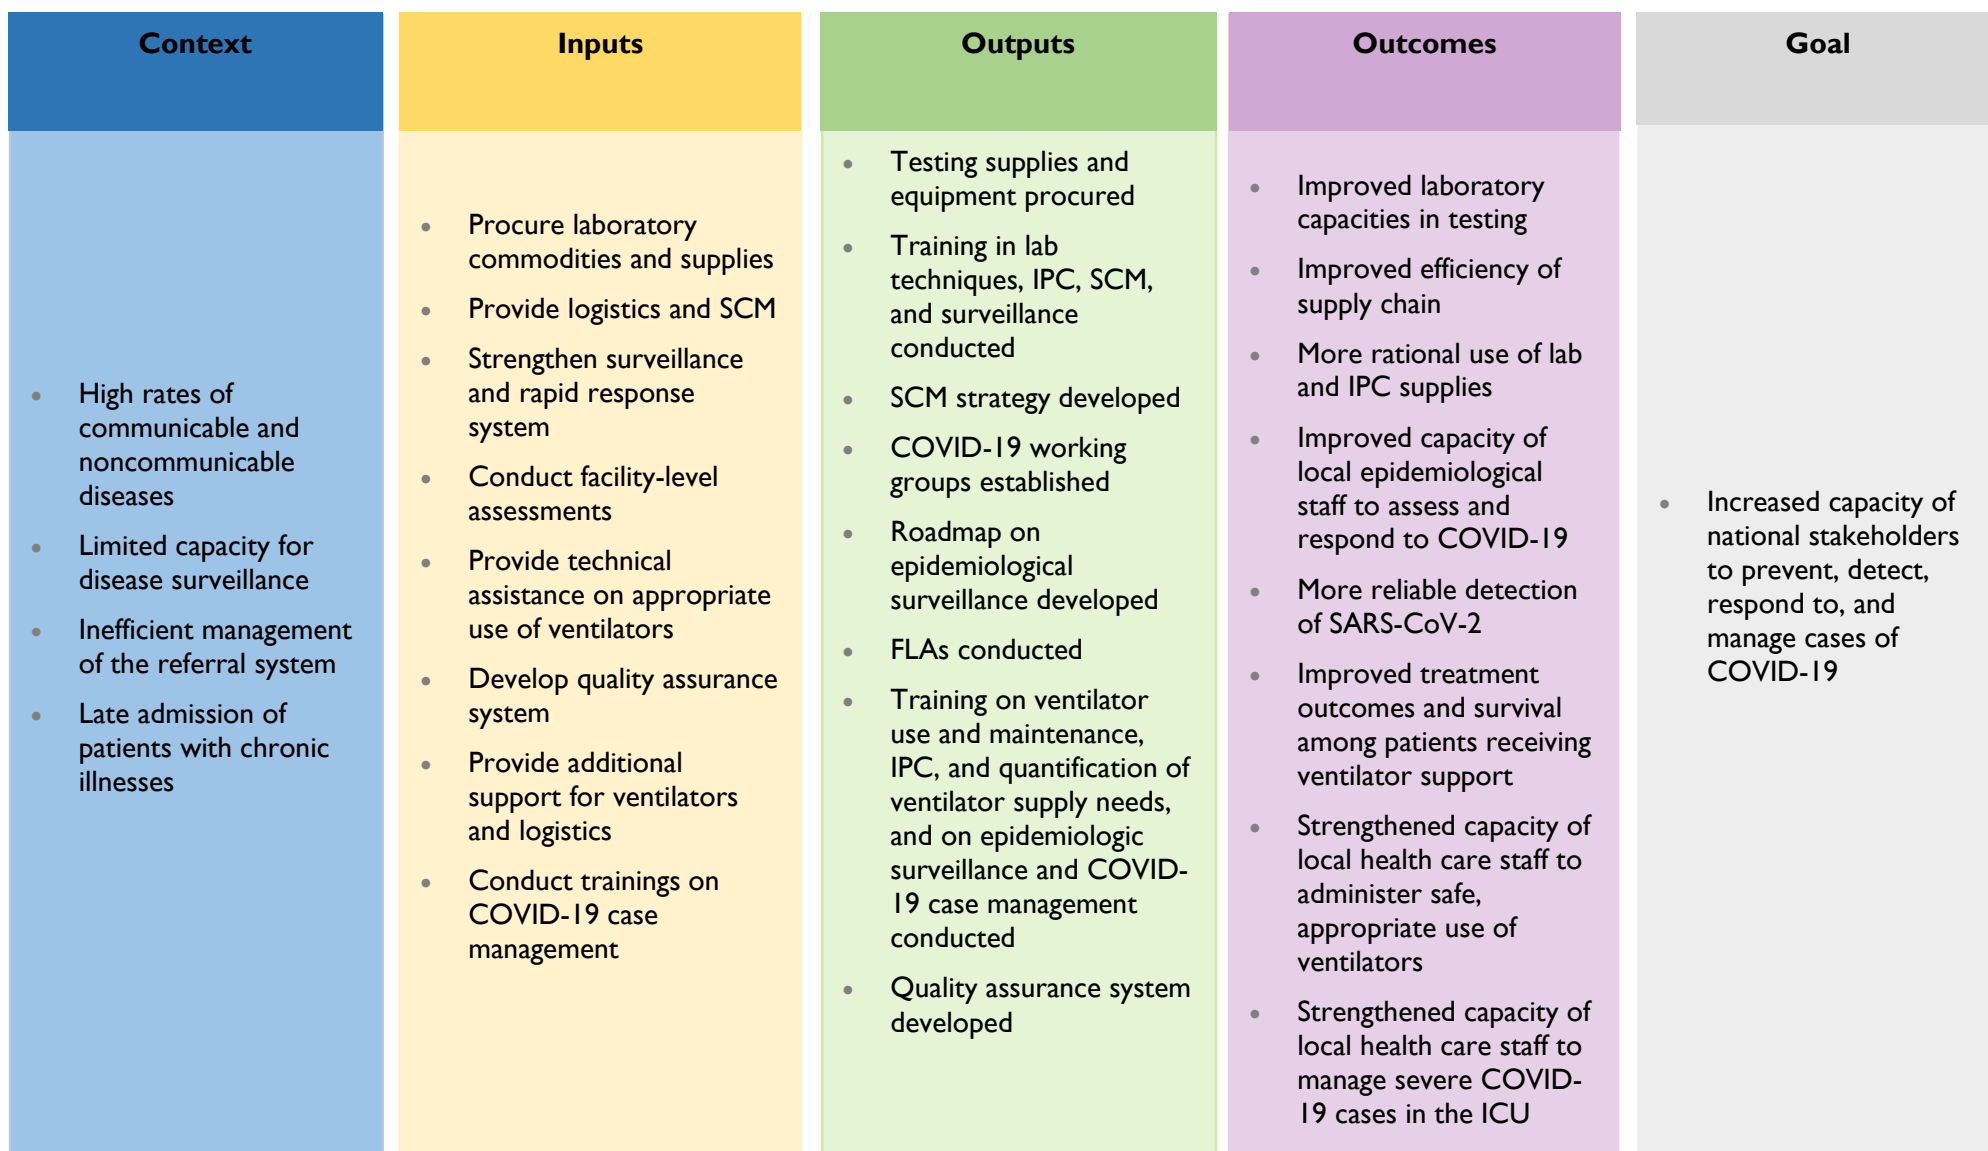 Context
High rates of
communicable and
noncommunicable
diseases
Limited capacity for
disease surveillance
Inefficient management
of the referral system
Late admission of
patients with chronic
illnesses
Inputs
Procure laboratory
commodities and supplies
Provide logistics and SCM
Strengthen surveillance
and rapid response
system
Conduct facility-level
assessments
Provide technical
assistance on appropriate
use of ventilators
Develop quality assurance
system
Provide additional
support for ventilators
and logistics
Conduct trainings on
COVID-19 case
management
Outputs
Testing supplies and
equipment procured
Training in lab
techniques, IPC, SCM,
and surveillance
conducted
SCM strategy developed
COVID-19 working
groups established
Roadmap on
epidemiological
surveillance developed
FLAs conducted
Training on ventilator
use and maintenance,
IPC, and quantification of
ventilator supply needs,
and on epidemiologic
surveillance and COVID-
19 case management
conducted
Quality assurance system
developed
Outcomes
Improved laboratory
capacities in testing
Improved efficiency of
supply chain
More rational use of lab
and IPC supplies
Improved capacity of
local epidemiological
staff to assess and
respond to COVID-19
More reliable detection
of SARS-CoV-2
Improved treatment
outcomes and survival
among patients receiving
ventilator support
Strengthened capacity of
local health care staff to
administer safe,
appropriate use of
ventilators
Strengthened capacity of
local health care staff to
manage severe COVID-
19 cases in the ICU
Goal
Increased capacity of
national stakeholders
to prevent, detect,
respond to, and
manage cases of
COVID-19